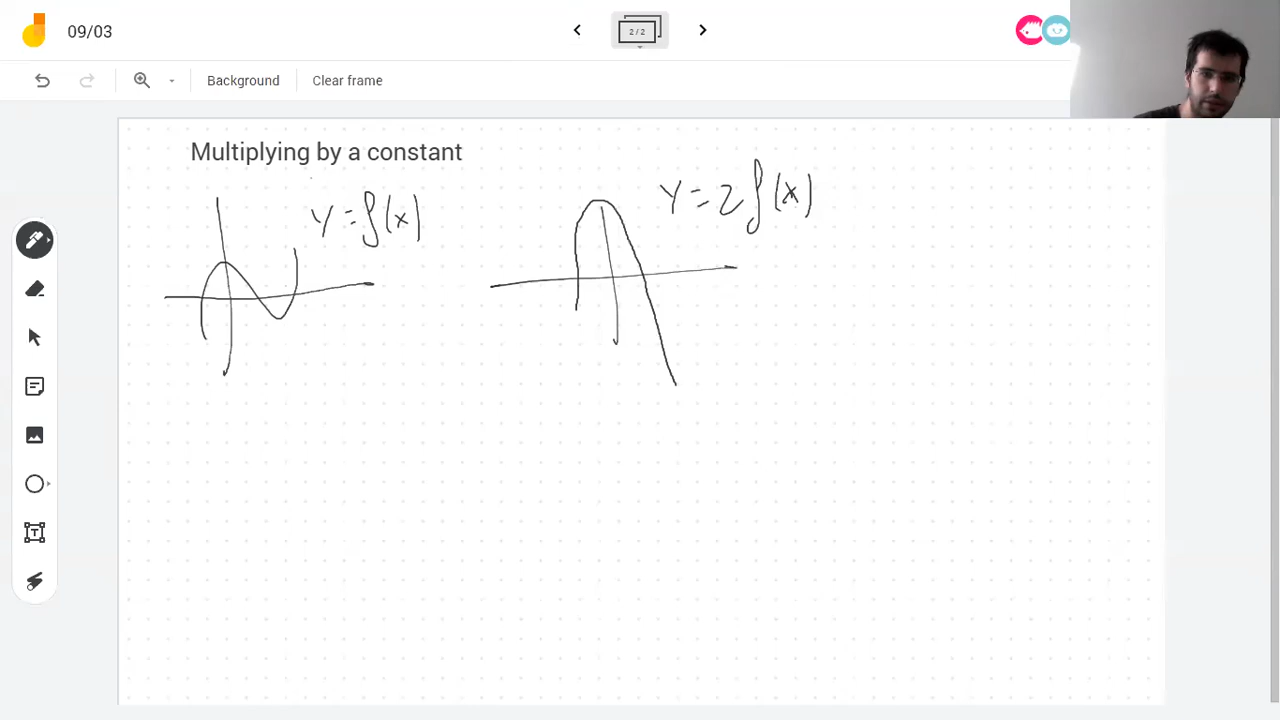 09/03
2 / 2
Background
Clear frame
Multiplying by a constant
y = f(x)
y = 2f(x)
T